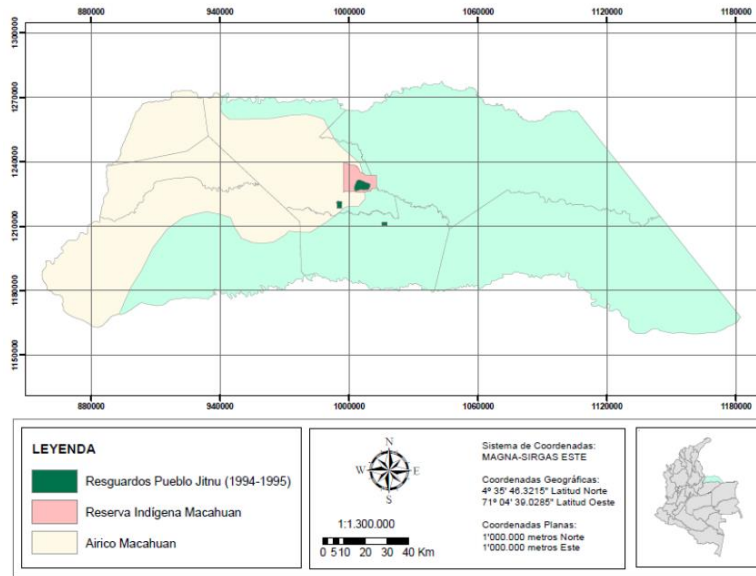 880000 940000 1000000 1060000 1120000 1180000
1300000
1270000
1240000
1210000
1180000
1150000
880000 940000 1000000 1060000 1120000 1180000
LEYENDA
Resguardos Pueblo Jitnu (1994-1995)
Reserva Indígena Macahuan
Airico Macahuan
N
W E
S
1:1.300.000
0 5 10 20 30 40 Km
Sistema de Coordenadas:
MAGNA-SIRGAS ESTE
Coordenadas Geográficas:
4º 35' 46.3215" Latitud Norte
71º 04' 39.0285" Latitud Oeste
Coordenadas Planas:
1'000.000 metros Norte
1'000.000 metros Este